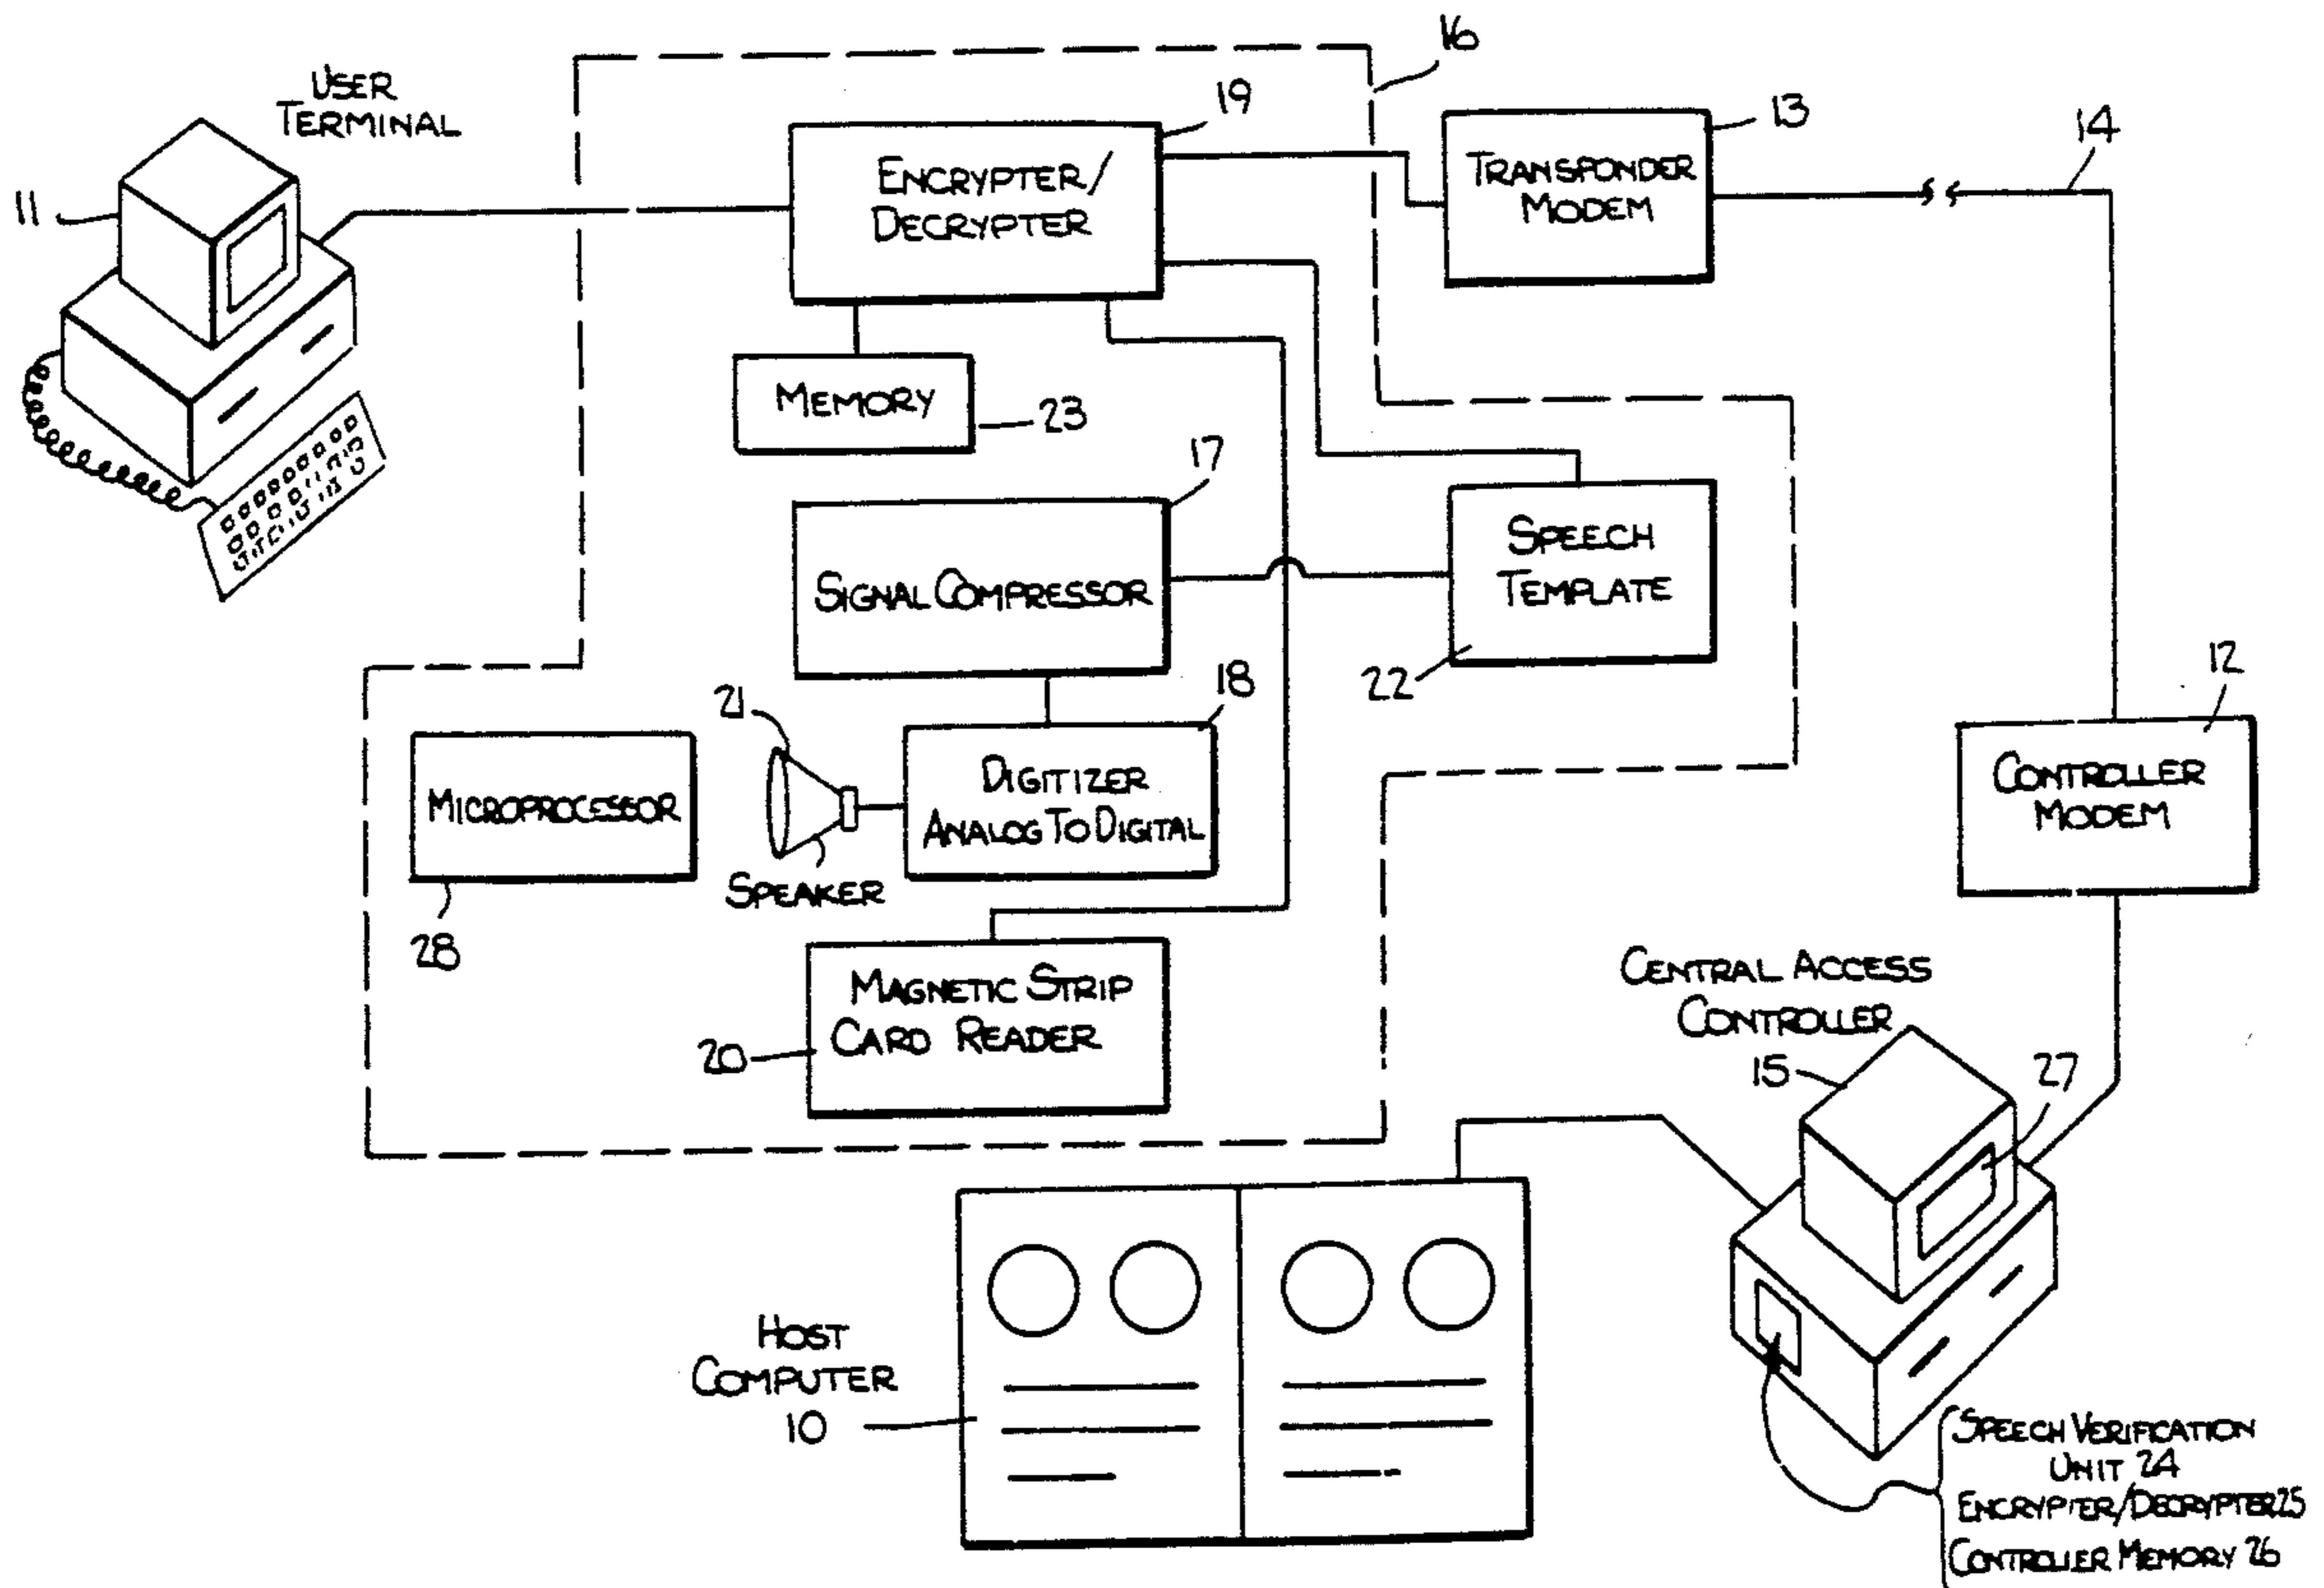 16
USER
TERMINAL
11
19
ENCRYPTER/
DECRYPTER
13
TRANSPONDER
MODEM
14
MEMORY
23
17
SIGNAL COMPRESSOR
SPEECH
TEMPLATE
22
12
CONTROLLER
MODEM
21
SPEAKER
18
DIGITIZER
ANALOG TO DIGITAL
MICROPROCESSOR
28
MAGNETIC STRIP
CARD READER
20
CENTRAL ACCESS
CONTROLLER
15
27
HOST
COMPUTER
10
SPEECH VERIFICATION
UNIT 24
ENCRYPTER/DECRYPTER 25
CONTROLLER MEMORY 26